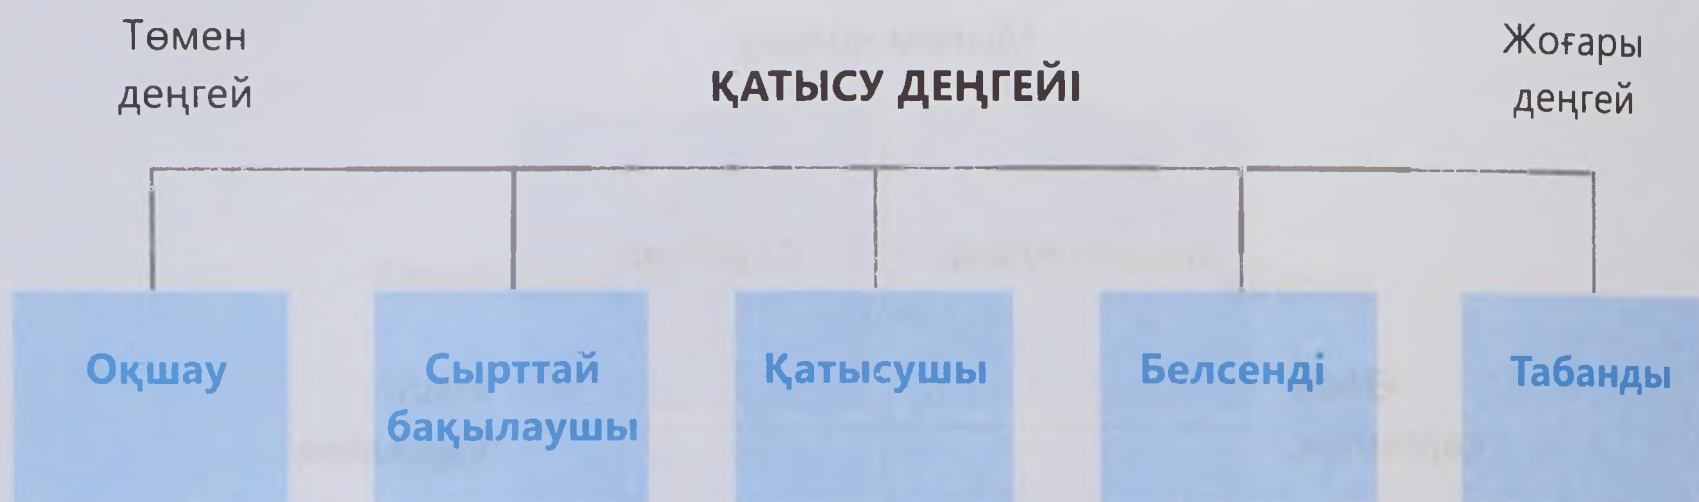 Төмен
деңгей
ҚАТЫСУ ДЕҢГЕЙІ
Жоғары
деңгей
Оқшау
Сырттай
бақылаушы
Қатысушы
Белсенді
Табанды